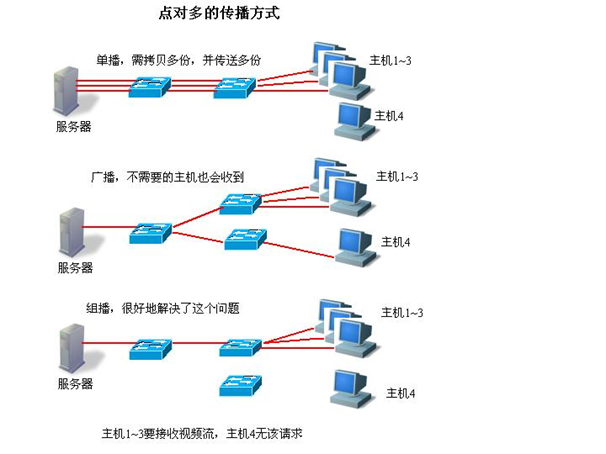 点对多的传播方式
单播，需拷贝多份，并传送多份
主机1~3
主机4
服务器
广播，不需要的主机也会收到
主机1~3
主机4
服务器
组播，很好地解决了这个问题
主机1~3
服务器
主机4
主机1~3要接收视频流，主机4无该请求